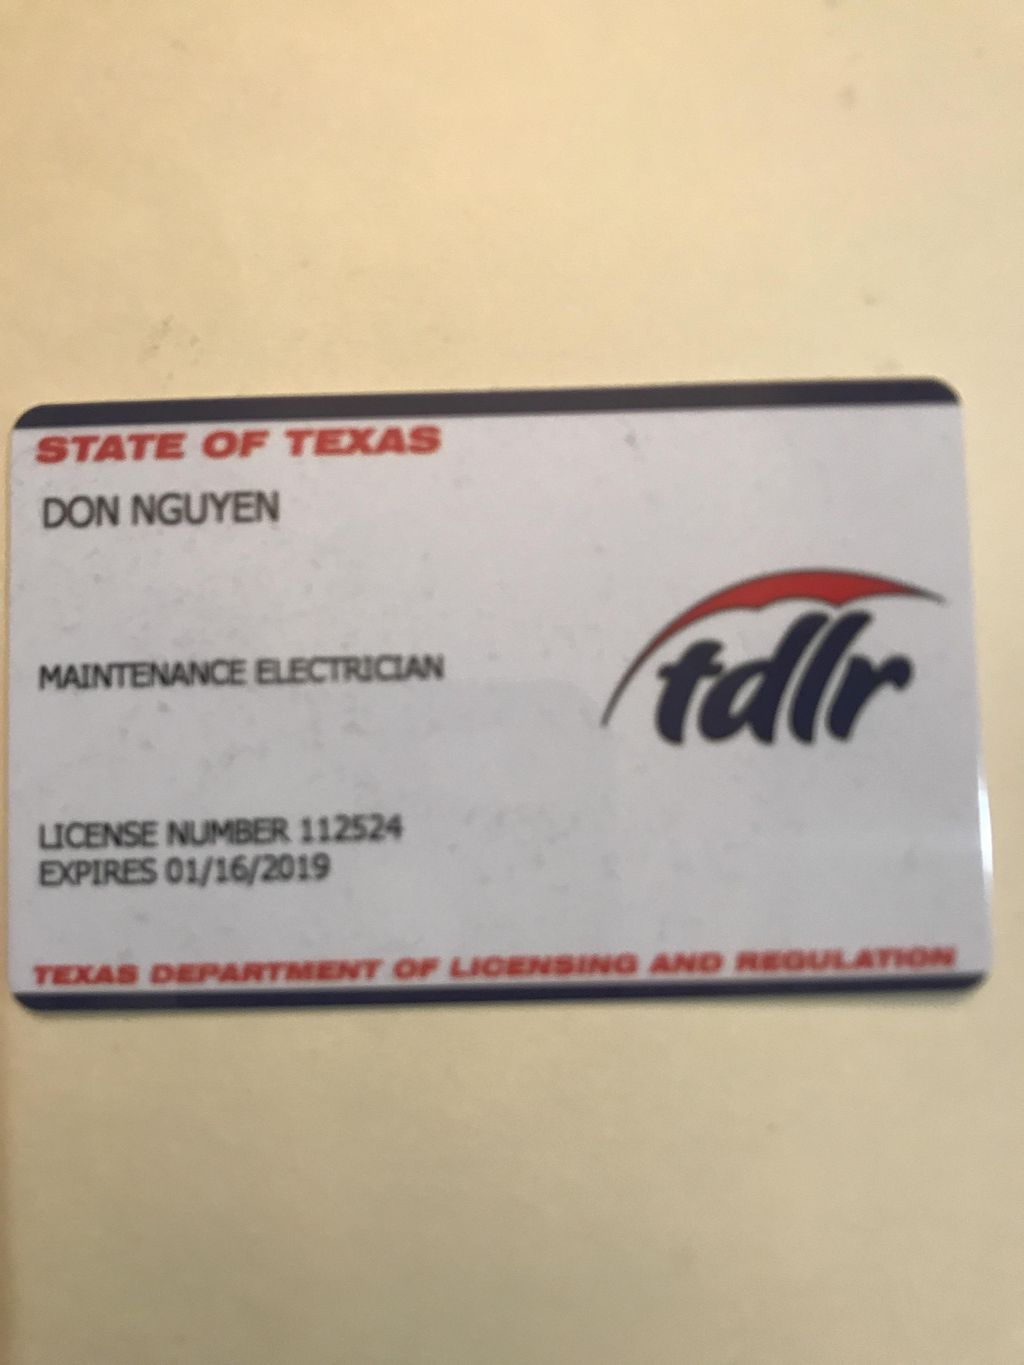 STATE OF TEXAS
DON NGUYEN
MAINTENANCE ELECTRICIAN
tdlr
LICENSE NUMBER 112524
EXPIRES 01/16/2019
TEXAS DEPARTMENT OF LICENSING AND REGULATION